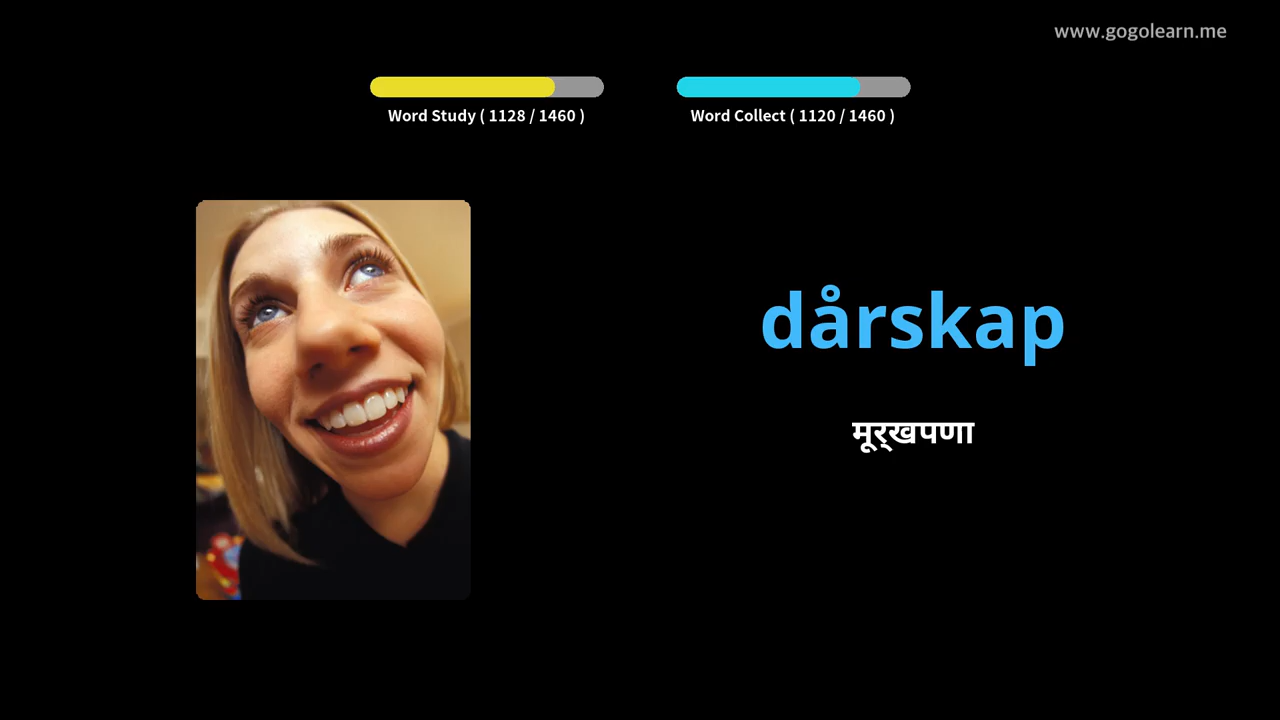 www.gogolearn.me
Word Study ( 1128 / 1460 )
Word Collect ( 1120 / 1460 )
dårskap
मूर्खपणा